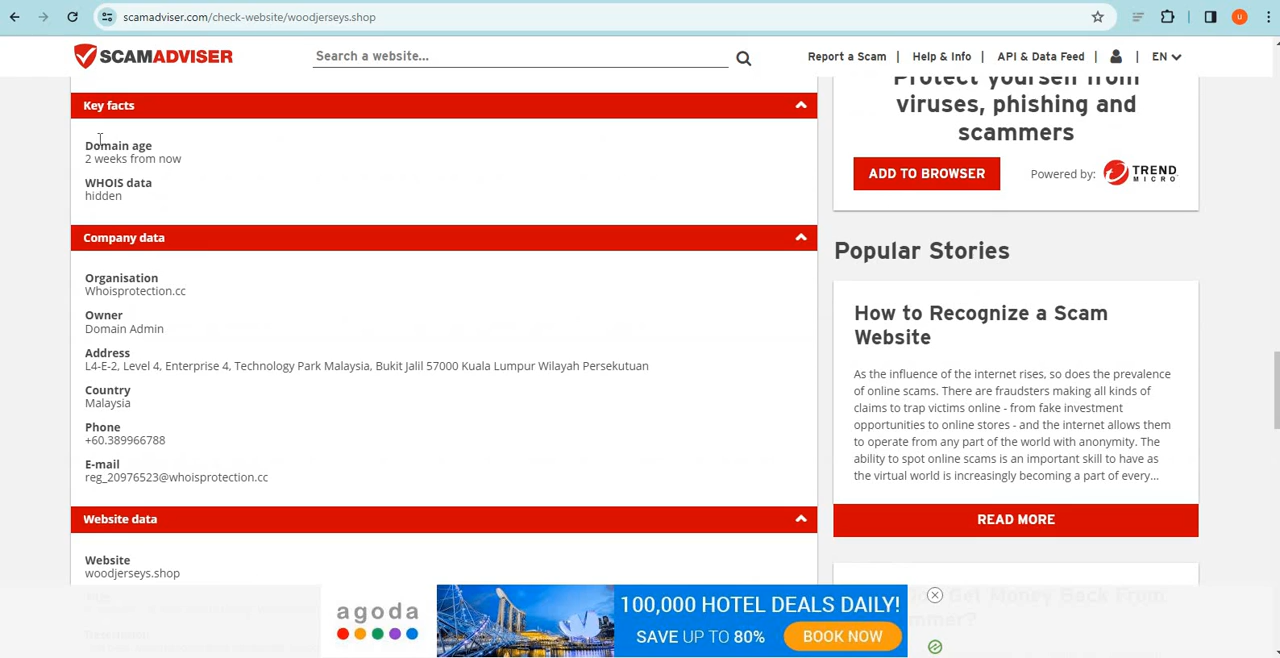 scamadviser.com/check-website/woodjerseys.shop
u
SCAMADVISER
Search a website...
Report a Scam | Help & Info | API & Data Feed | EN
Key facts
Domain age
2 weeks from now
WHOIS data
hidden
Company data
Organisation
Whoisprotection.cc
Owner
Domain Admin
Address
L4-E-2, Level 4, Enterprise 4, Technology Park Malaysia, Bukit Jalil 57000 Kuala Lumpur Wilayah Persekutuan
Country
Malaysia
Phone
+60.389966788
E-mail
reg_20976523@whoisprotection.cc
Website data
Website
woodjerseys.shop
Protect yourself from
viruses, phishing and
scammers
ADD TO BROWSER
Powered by:
TREND
MICRO
Popular Stories
How to Recognize a Scam
Website
As the influence of the internet rises, so does the prevalence
of online scams. There are fraudsters making all kinds of
claims to trap victims online - from fake investment
opportunities to online stores - and the internet allows them
to operate from any part of the world with anonymity. The
ability to spot online scams is an important skill to have as
the virtual world is increasingly becoming a part of every...
READ MORE
Get Money Back From
agoda
100,000 HOTEL DEALS DAILY!
SAVE UP TO 80%
BOOK NOW